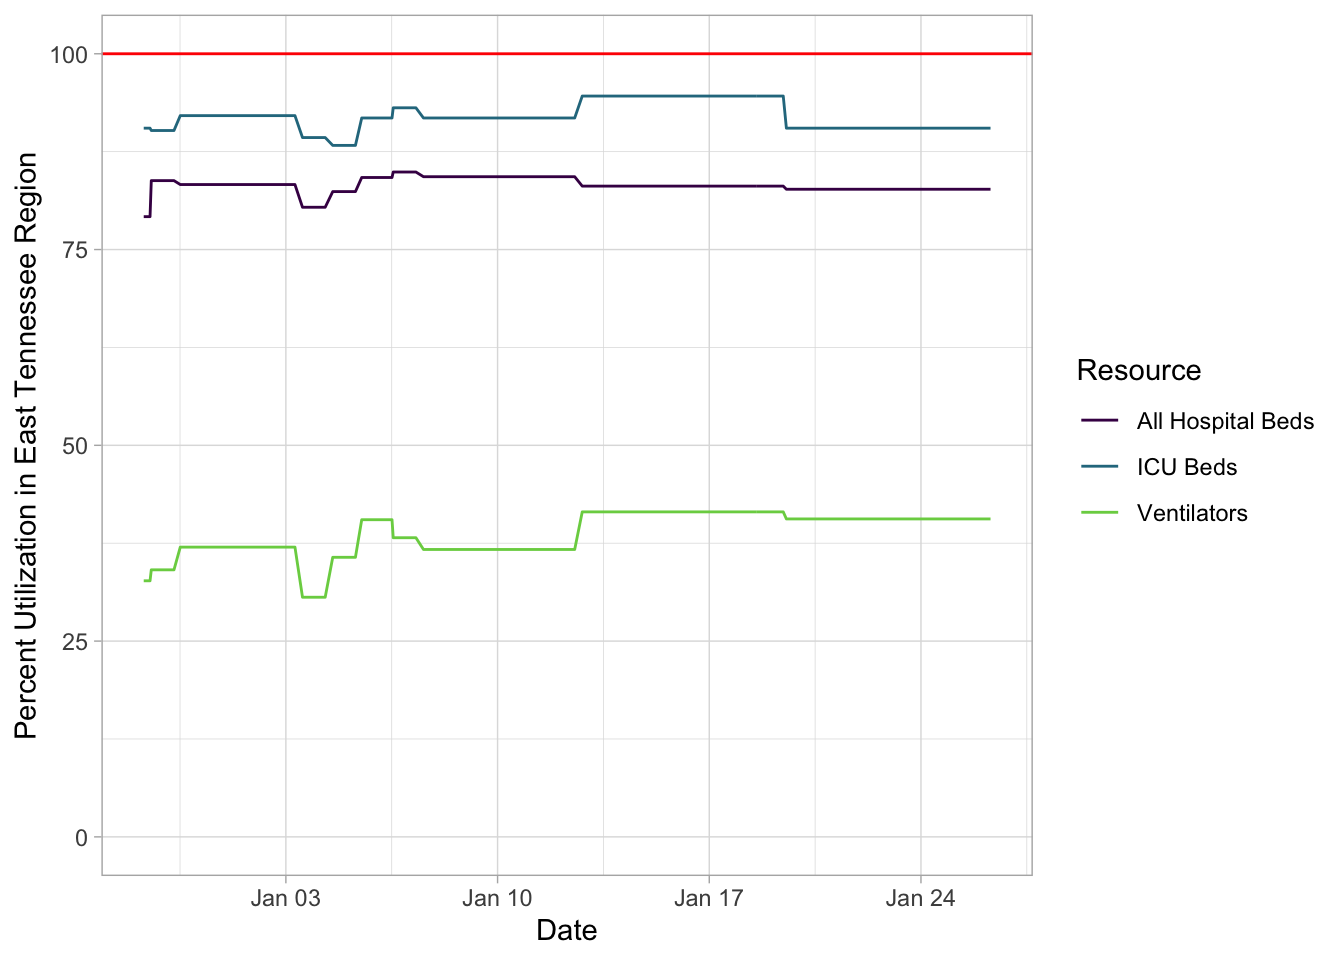 Percent Utilization in East Tennessee Region
100
75
50
25
0
Jan 03
Jan 10
Jan 17
Jan 24
Date
Resource
All Hospital Beds
ICU Beds
Ventilators